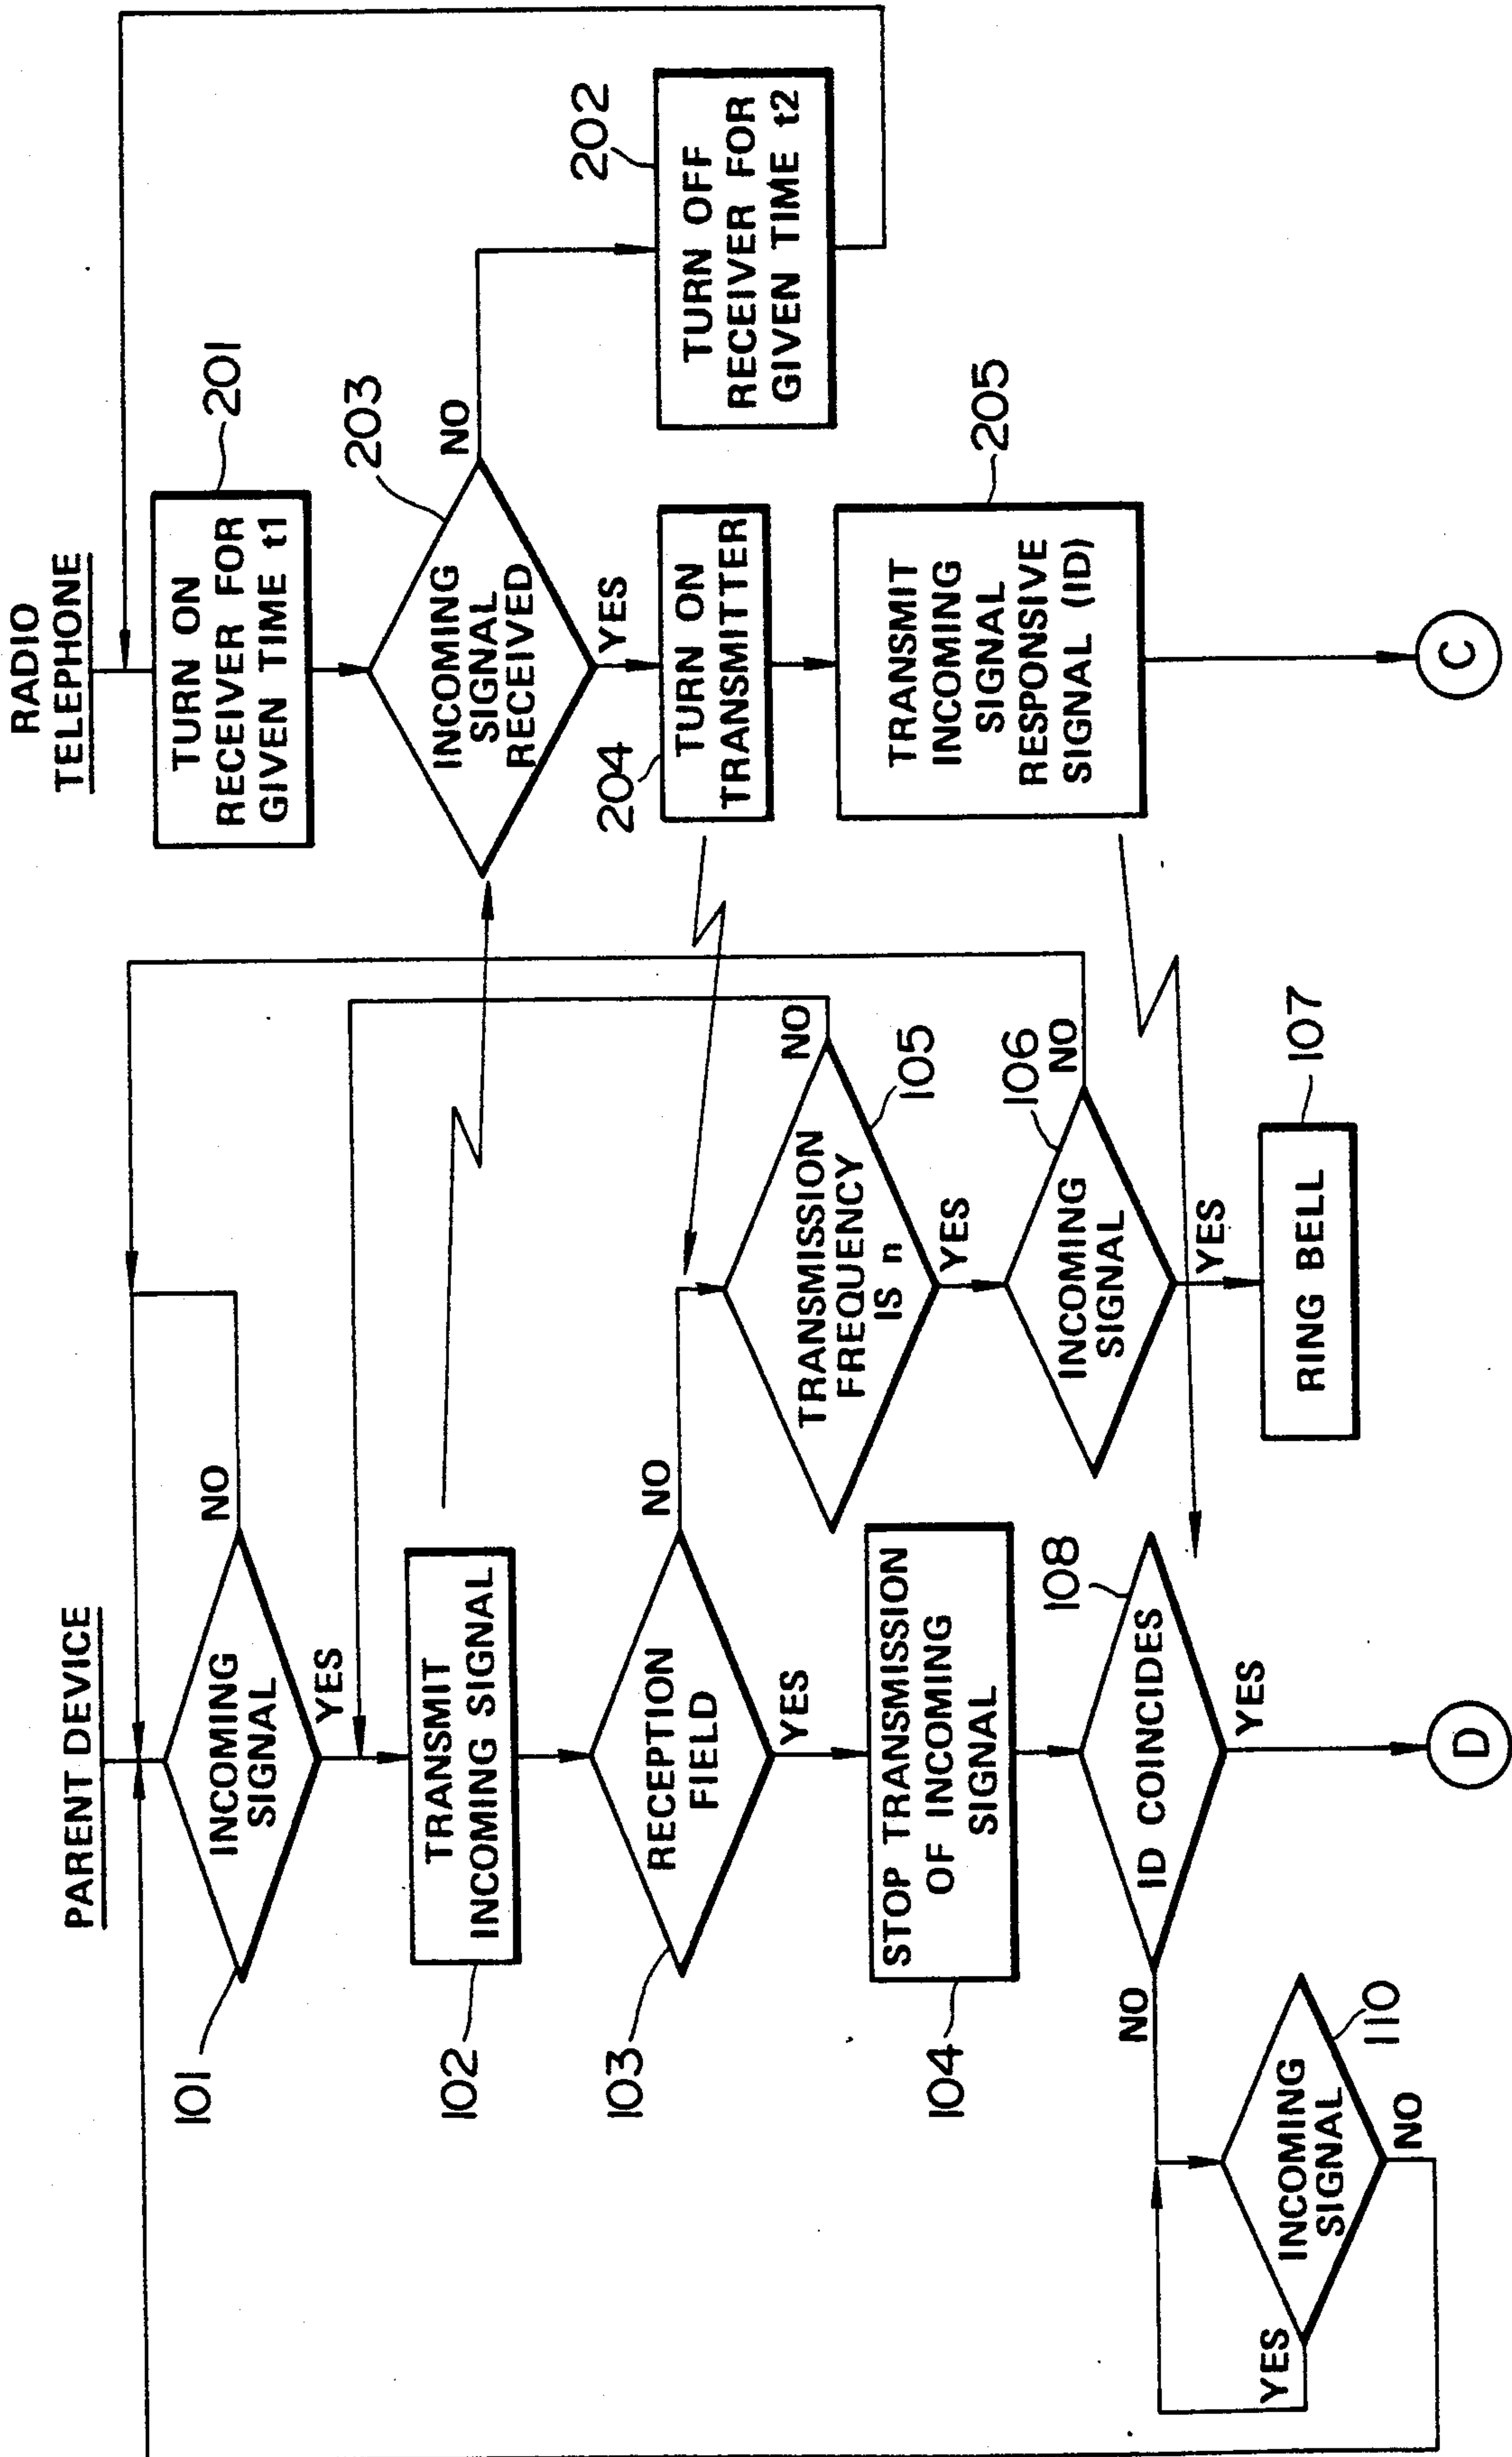 PARENT DEVICE
INCOMING
SIGNAL
101
NO
YES
TRANSMIT
INCOMING SIGNAL
102
RECEPTION
FIELD
103
NO
YES
STOP TRANSMISSION
OF INCOMING
SIGNAL
104
TRANSMISSION
FREQUENCY
IS n
105
NO
YES
INCOMING
SIGNAL
106
NO
YES
RING BELL
107
ID COINCIDES
108
NO
YES
INCOMING
SIGNAL
110
YES
NO
D
RADIO
TELEPHONE
TURN ON
RECEIVER FOR
GIVEN TIME t1
201
INCOMING
SIGNAL
RECEIVED
203
NO
YES
TURN OFF
RECEIVER FOR
GIVEN TIME t2
202
TURN ON
TRANSMITTER
204
TRANSMIT
INCOMING
SIGNAL
RESPONSIVE
SIGNAL (ID)
205
C